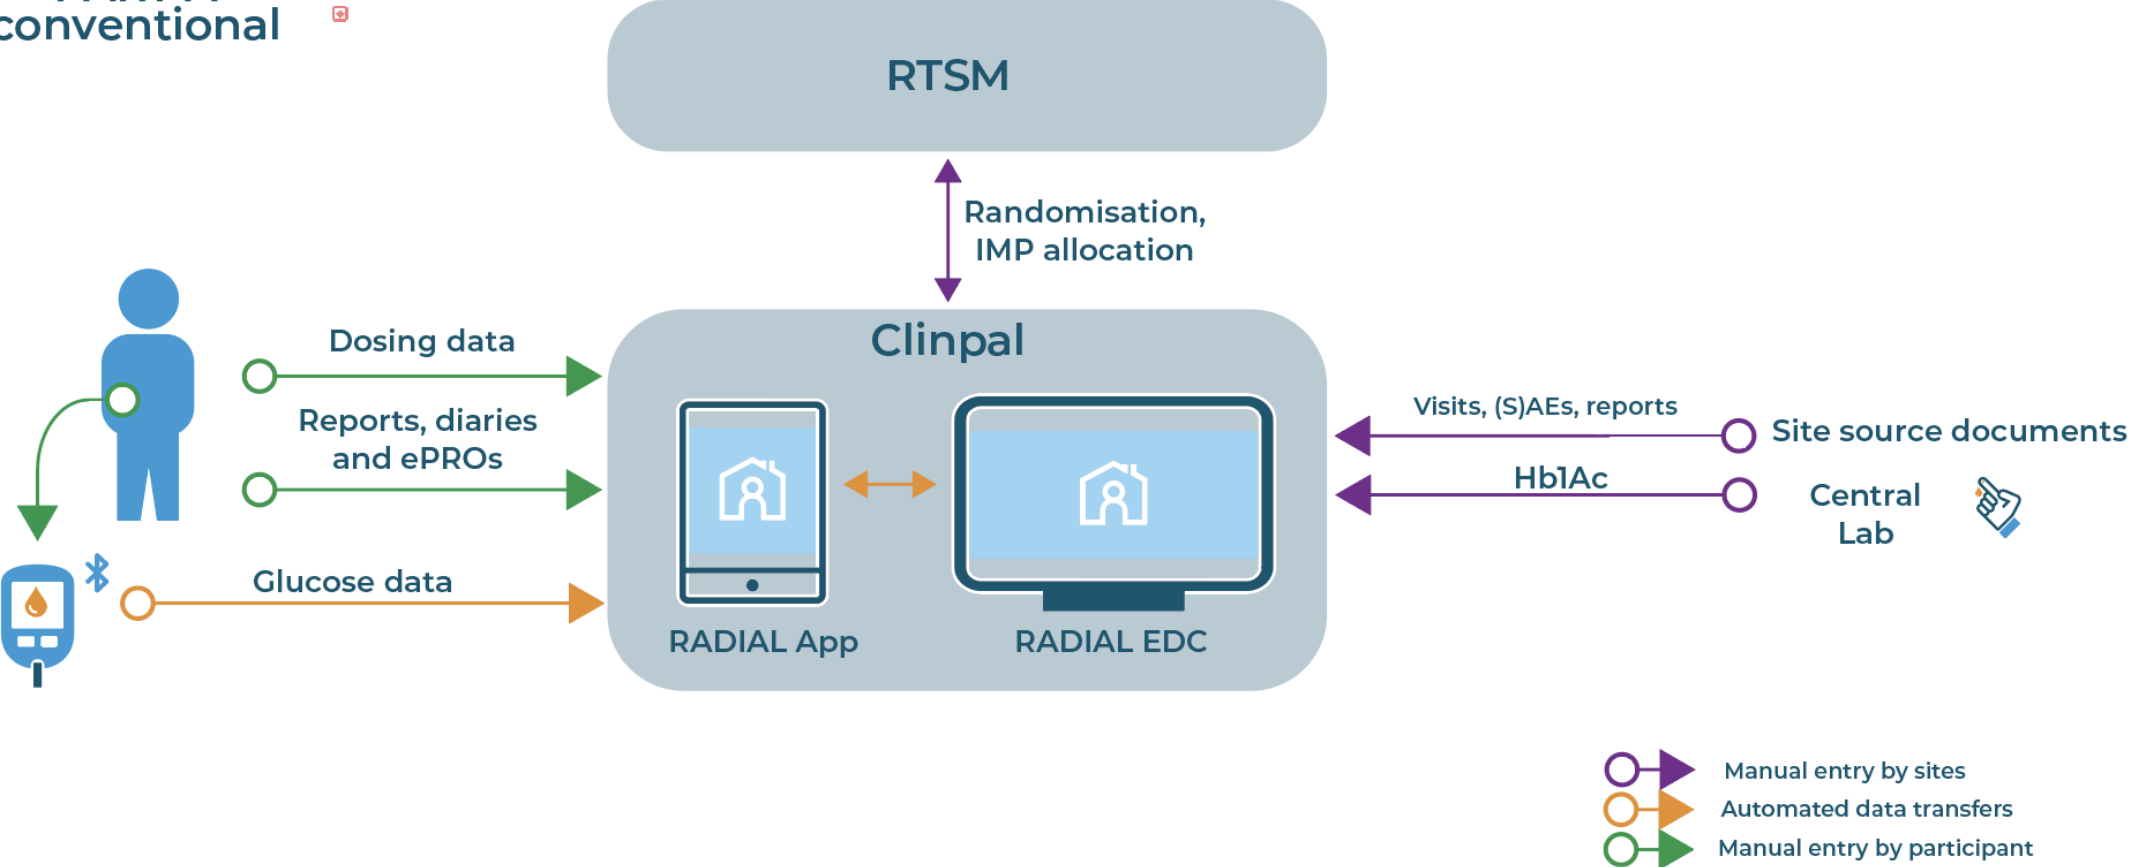 conventional
RTSM
Randomisation,
IMP allocation
Clinpal
Dosing data
Reports, diaries
and ePROs
Glucose data
RADIAL App
RADIAL EDC
Visits, (S)AEs, reports
Site source documents
Hb1Ac
Central
Lab
Manual entry by sites
Automated data transfers
Manual entry by participant